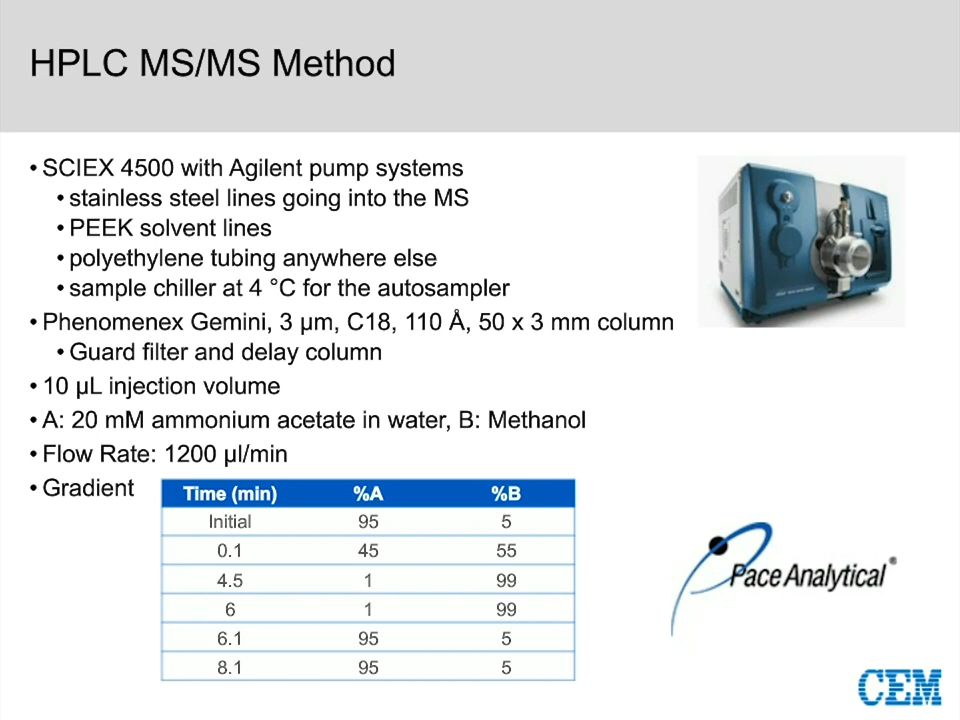 HPLC MS/MS Method
• SCIEX 4500 with Agilent pump systems
• stainless steel lines going into the MS
• PEEK solvent lines
• polyethylene tubing anywhere else
• sample chiller at 4 °C for the autosampler
• Phenomenex Gemini, 3 µm, C18, 110 Å, 50 x 3 mm column
• Guard filter and delay column
• 10 µL injection volume
• A: 20 mM ammonium acetate in water, B: Methanol
• Flow Rate: 1200 µl/min
• Gradient
Time (min) %A %B
Initial 95 5
0.1 45 55
4.5 1 99
6 1 99
6.1 95 5
8.1 95 5
Pace Analytical®
CEM